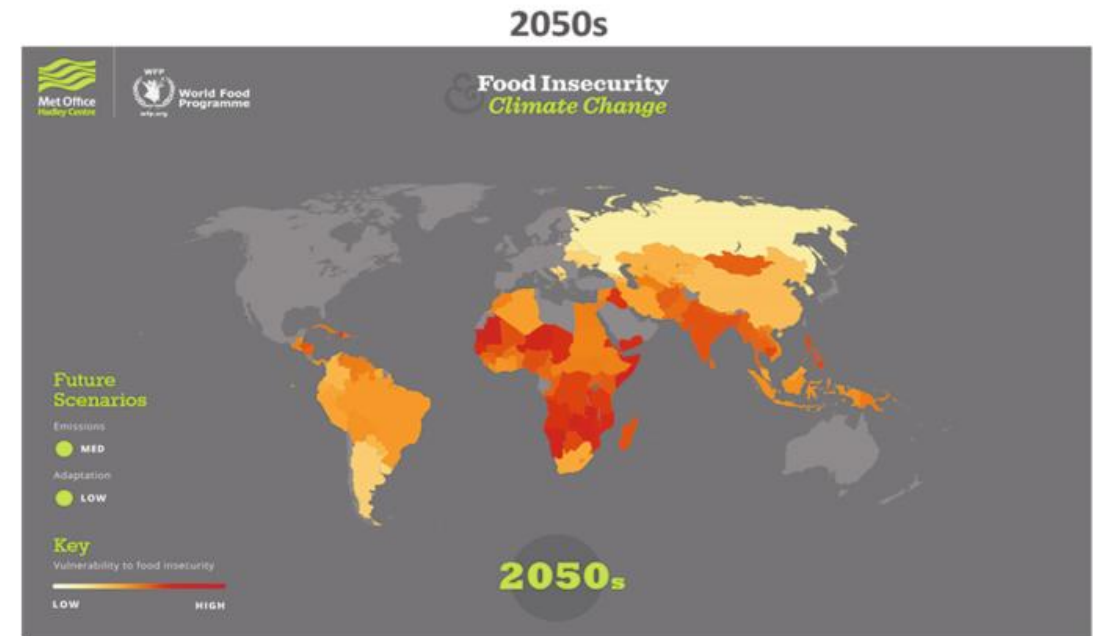 2050s
Met Office
Hadley Centre
WFP
wfp.org
World Food
Programme
&
Food Insecurity
Climate Change
Future
Scenarios
Emissions
MED
Adaptation
LOW
Key
Vulnerability to food insecurity
LOW HIGH
2050s